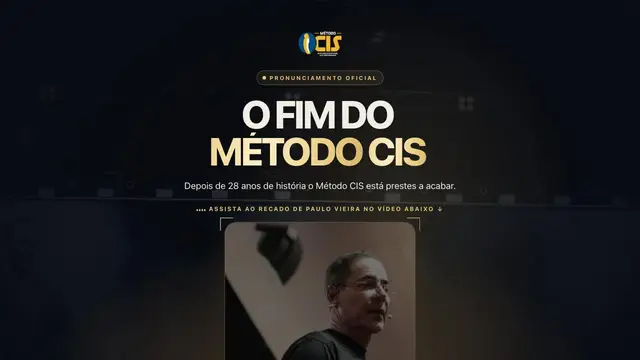 MÉTODO
CIS
PRONUNCIAMENTO OFICIAL
O FIM DO
MÉTODO CIS
Depois de 28 anos de história o Método CIS está prestes a acabar.
ASSISTA AO RECADO DE PAULO VIEIRA NO VÍDEO ABAIXO ↓